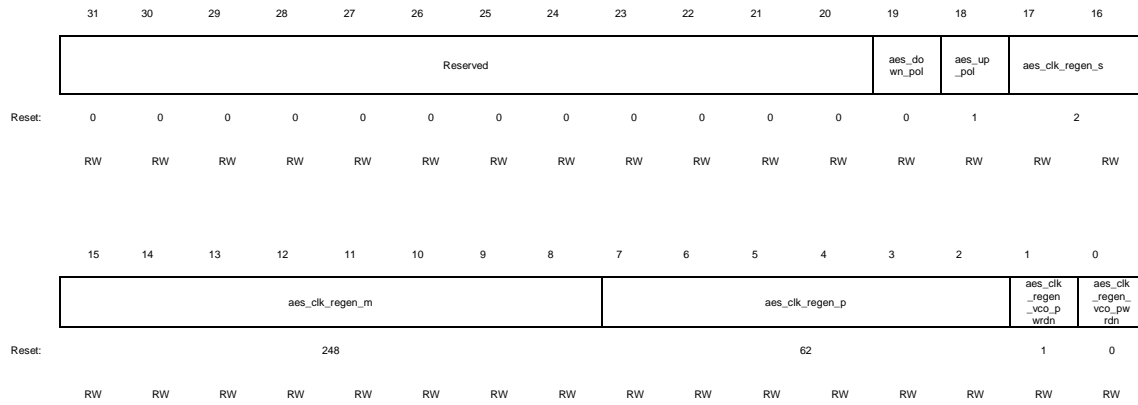 31 30 29 28 27 26 25 24 23 22 21 20 19 18 17 16
Reserved aes_do aes_up aes_clk_regen_s
wn_pol _pol
Reset: 0 0 0 0 0 0 0 0 0 0 0 0 0 1 2
RW RW RW RW RW RW RW RW RW RW RW RW RW RW RW RW
15 14 13 12 11 10 9 8 7 6 5 4 3 2 1 0
aes_clk_regen_m aes_clk_regen_p aes_clk aes_clk
_regen _regen_
_vco_p vco_pw
wrdn rdn
Reset: 248 62 1 0
RW RW RW RW RW RW RW RW RW RW RW RW RW RW RW RW